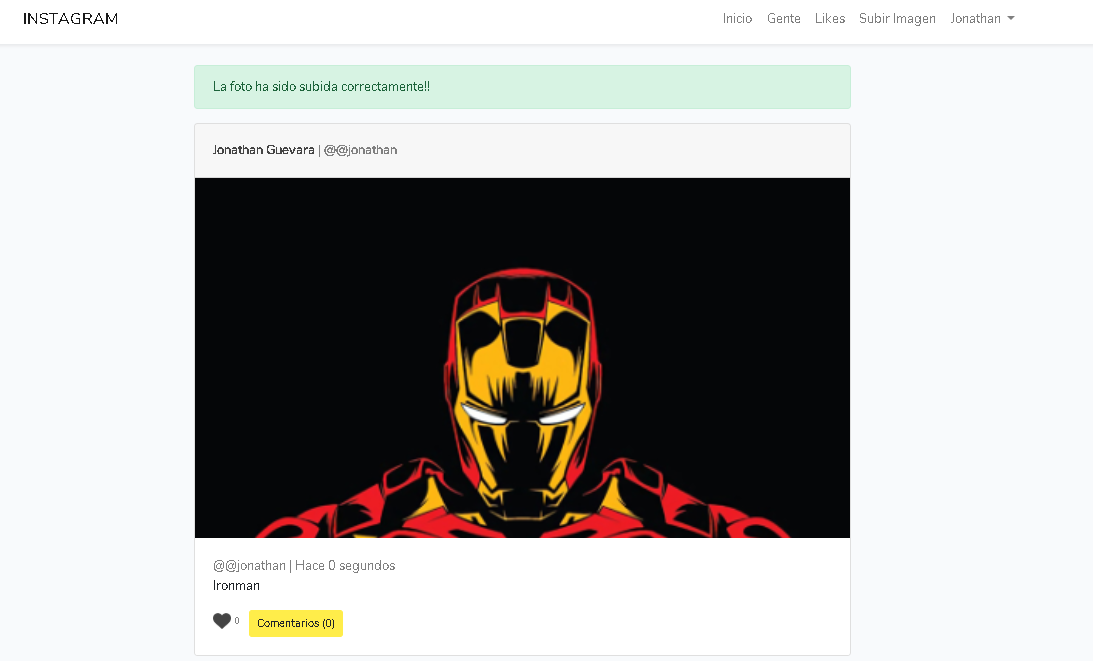 INSTAGRAM Inicio Gente Likes Subir Imagen Jonathan
La foto ha sido subida correctamente!!
Jonathan Guevara | @@jonathan
@@jonathan | Hace 0 segundos
Ironman
0 Comentarios (0)